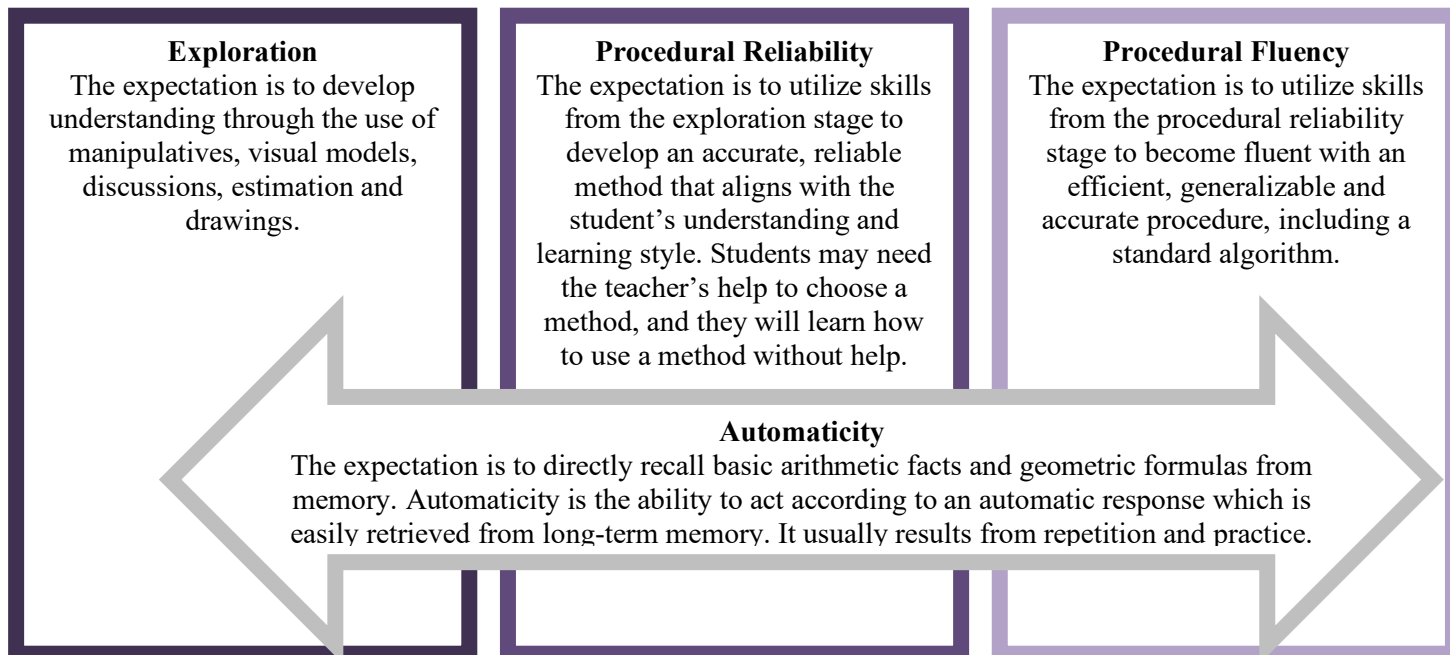 Exploration
The expectation is to develop
understanding through the use of
manipulatives, visual models,
discussions, estimation and
drawings.
Procedural Reliability
The expectation is to utilize skills
from the exploration stage to
develop an accurate, reliable
method that aligns with the
student’s understanding and
learning style. Students may need
the teacher’s help to choose a
method, and they will learn how
to use a method without help.
Procedural Fluency
The expectation is to utilize skills
from the procedural reliability
stage to become fluent with an
efficient, generalizable and
accurate procedure, including a
standard algorithm.
Automaticity
The expectation is to directly recall basic arithmetic facts and geometric formulas from
memory. Automaticity is the ability to act according to an automatic response which is
easily retrieved from long-term memory. It usually results from repetition and practice.